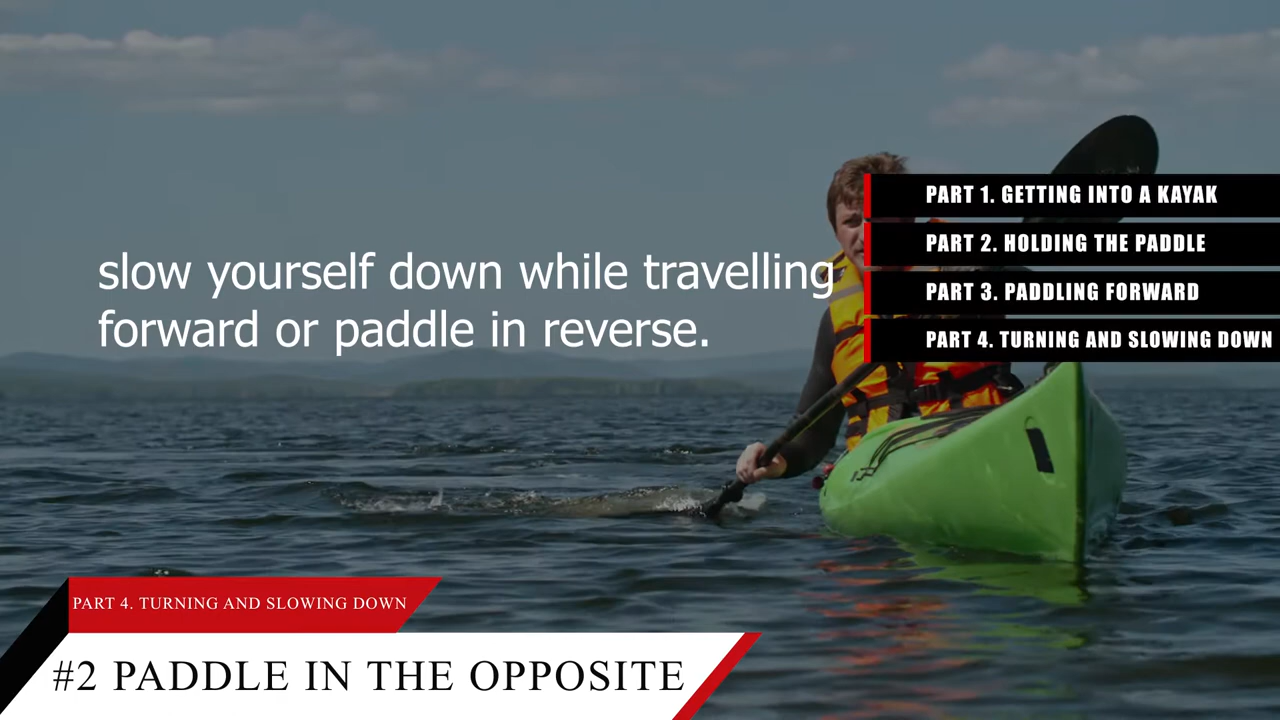 slow yourself down while travelling
forward or paddle in reverse.
PART 1. GETTING INTO A KAYAK
PART 2. HOLDING THE PADDLE
PART 3. PADDLING FORWARD
PART 4. TURNING AND SLOWING DOWN
PART 4. TURNING AND SLOWING DOWN
#2 PADDLE IN THE OPPOSITE